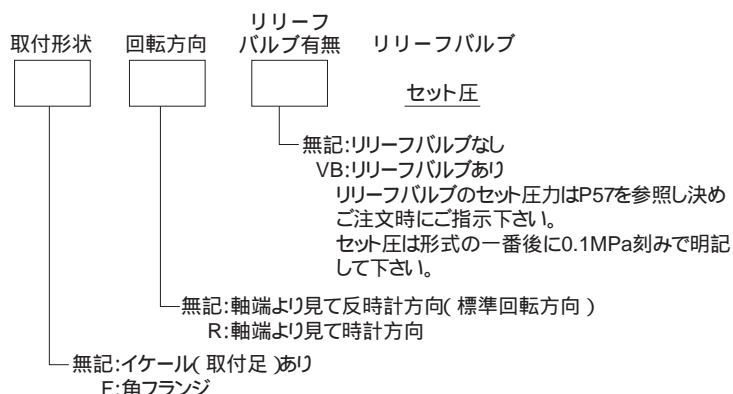 リリーフ
取付形状 回転方向 バルブ有無 リリーフバルブ
セット圧
無記:リリーフバルブなし
VB:リリーフバルブあり
リリーフバルブのセット圧力はP57を参照し決め
ご注文時にご指示下さい。
セット圧は形式の一番後に0.1MPa刻みで明記
して下さい。
無記:軸端より見て反時計方向(標準回転方向)
R:軸端より見て時計方向
無記:イケール(取付足)あり
F:角フランジ